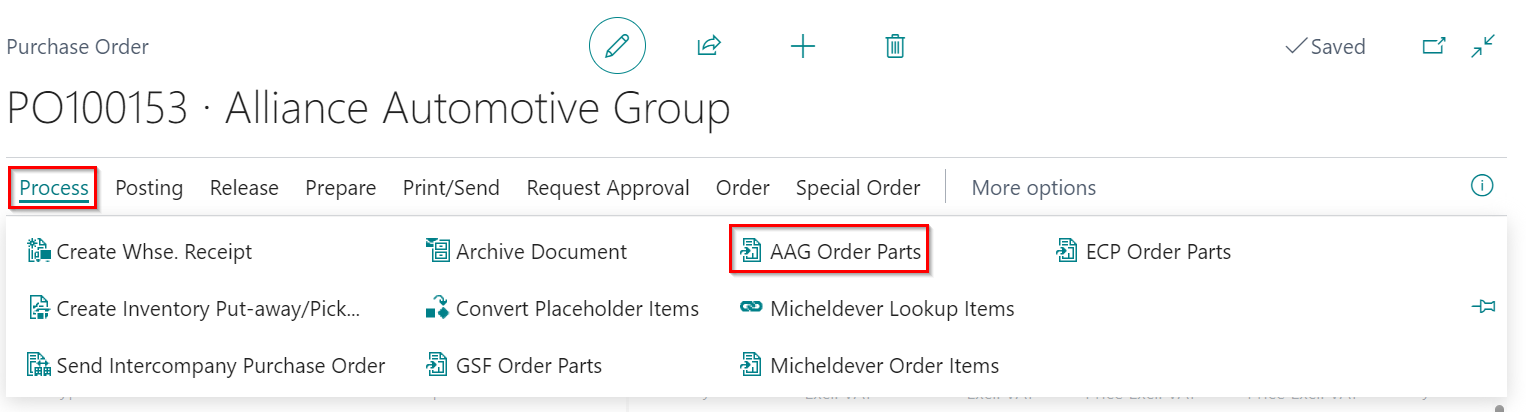 Purchase Order
Saved
PO100153 · Alliance Automotive Group
Process Posting Release Prepare Print/Send Request Approval Order Special Order More options
Create Whse. Receipt Archive Document AAG Order Parts ECP Order Parts
Create Inventory Put-away/Pick... Convert Placeholder Items Micheldever Lookup Items
Send Intercompany Purchase Order GSF Order Parts Micheldever Order Items